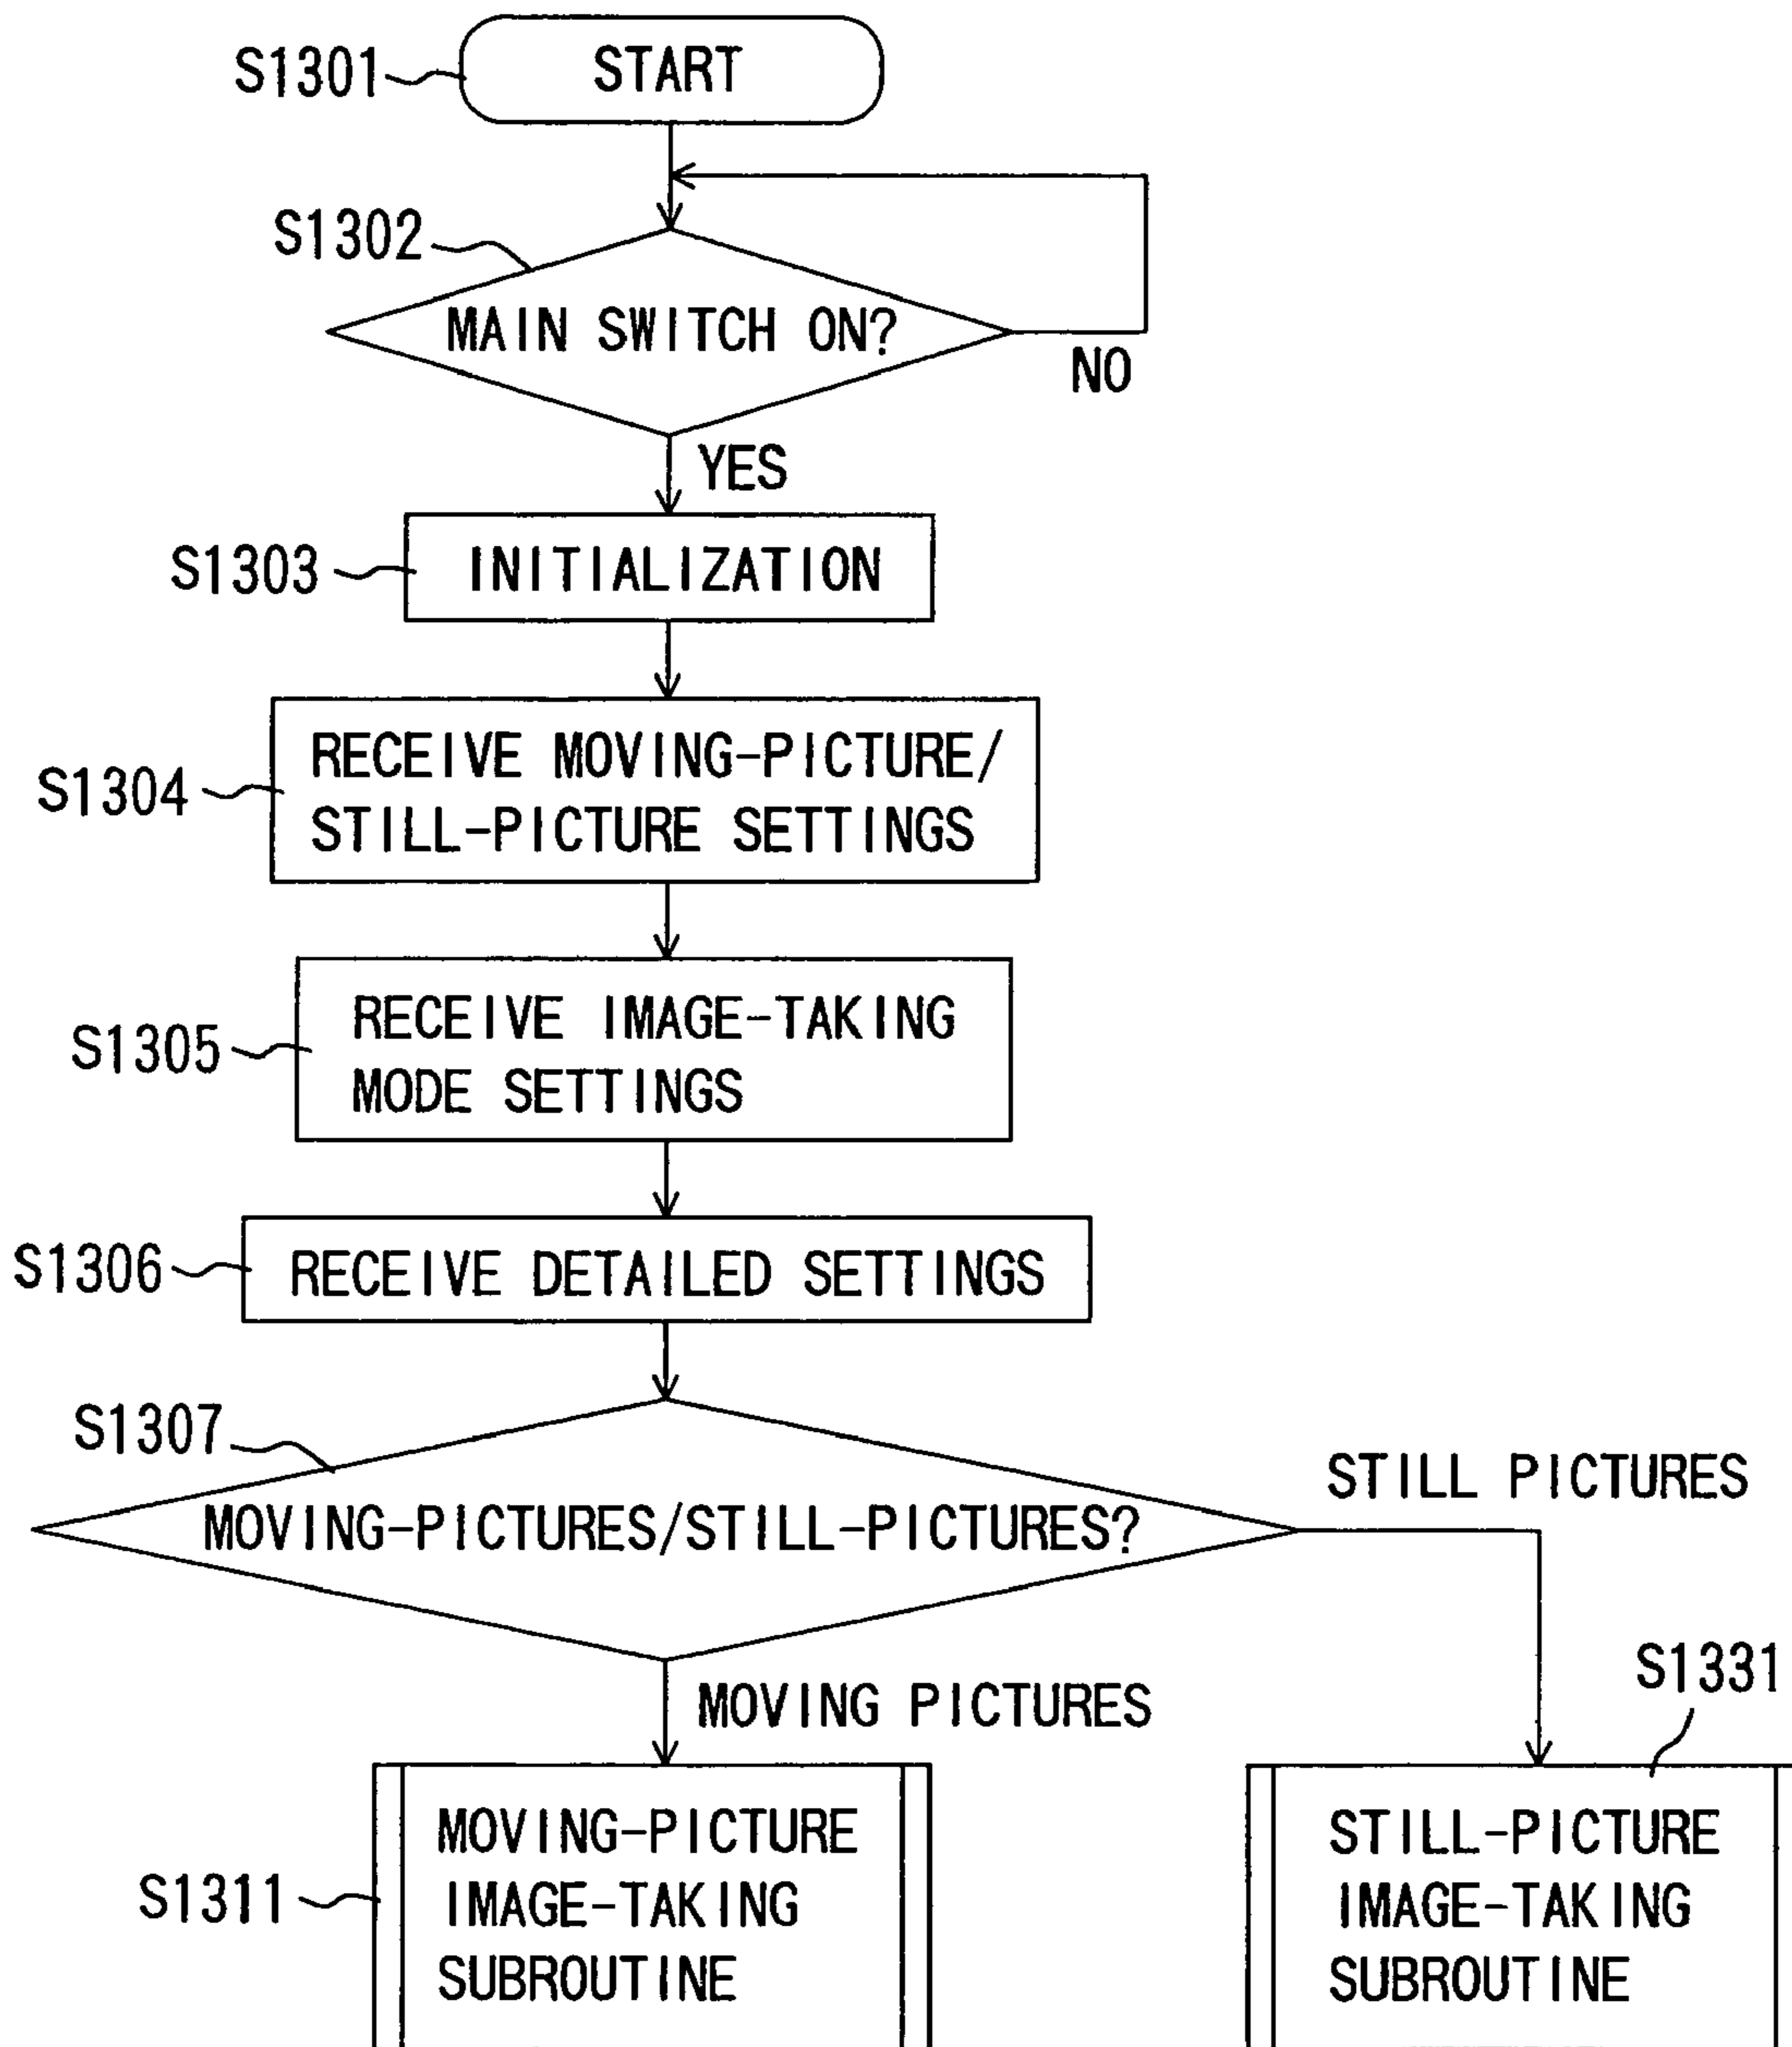 S1301
START
S1302
MAIN SWITCH ON?
NO
YES
S1303
INITIALIZATION
S1304
RECEIVE MOVING-PICTURE/
STILL-PICTURE SETTINGS
S1305
RECEIVE IMAGE-TAKING
MODE SETTINGS
S1306
RECEIVE DETAILED SETTINGS
S1307
MOVING-PICTURES/STILL-PICTURES?
STILL PICTURES
MOVING PICTURES
S1331
S1311
MOVING-PICTURE
IMAGE-TAKING
SUBROUTINE
STILL-PICTURE
IMAGE-TAKING
SUBROUTINE